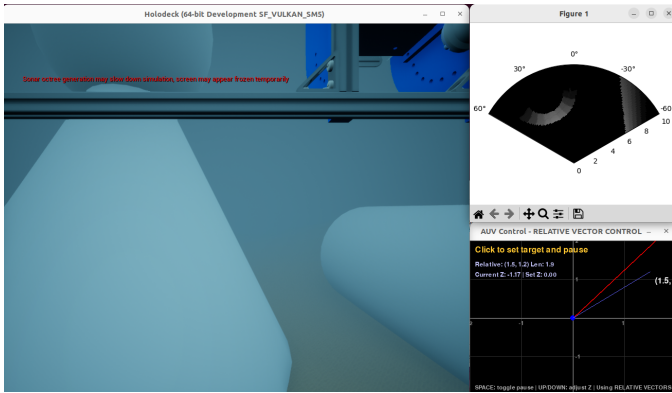 Holodeck (64-bit Development SF_VULKAN_SM5)
Sonar octree generation may slow down simulation, screen may appear frozen temporarily
Figure 1
0°
30°
-30°
60°
-60
10
8
6
4
2
0
AUV Control - RELATIVE VECTOR CONTROL
Click to set target and pause
Relative: (1.5, 1.2) Len: 1.9
Current Z: -1.17 | Set Z: 0.00
1
(1.5,
-1
1
-1
SPACE: toggle pause | UP/DOWN: adjust Z | Using RELATIVE VECTORS